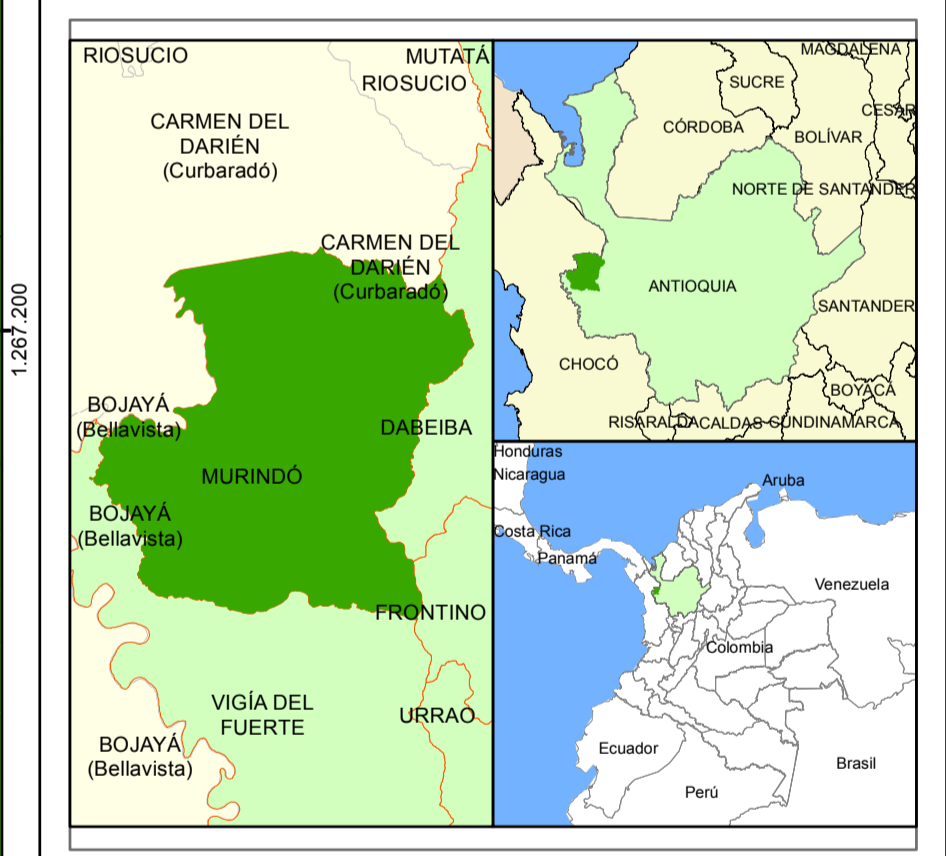 1.267.200
RIOSUCIO
MUTATÁ
RIOSUCIO
CARMEN DEL
DARIÉN
(Curbaradó)
CARMEN DEL
DARIÉN
(Curbaradó)
BOJAYÁ
(Bellavista)
DABEIBA
MURINDÓ
BOJAYÁ
(Bellavista)
FRONTINO
VIGÍA DEL
FUERTE
URRAO
BOJAYÁ
(Bellavista)
MAGDALENA
SUCRE
CESAR
CÓRDOBA
BOLÍVAR
NORTE DE SANTANDER
ANTIOQUIA
SANTANDER
CHOCÓ
BOYACÁ
RISARALDA
CALDAS
CUNDINAMARCA
Honduras
Nicaragua
Aruba
Costa Rica
Panamá
Venezuela
Colombia
Ecuador
Brasil
Perú